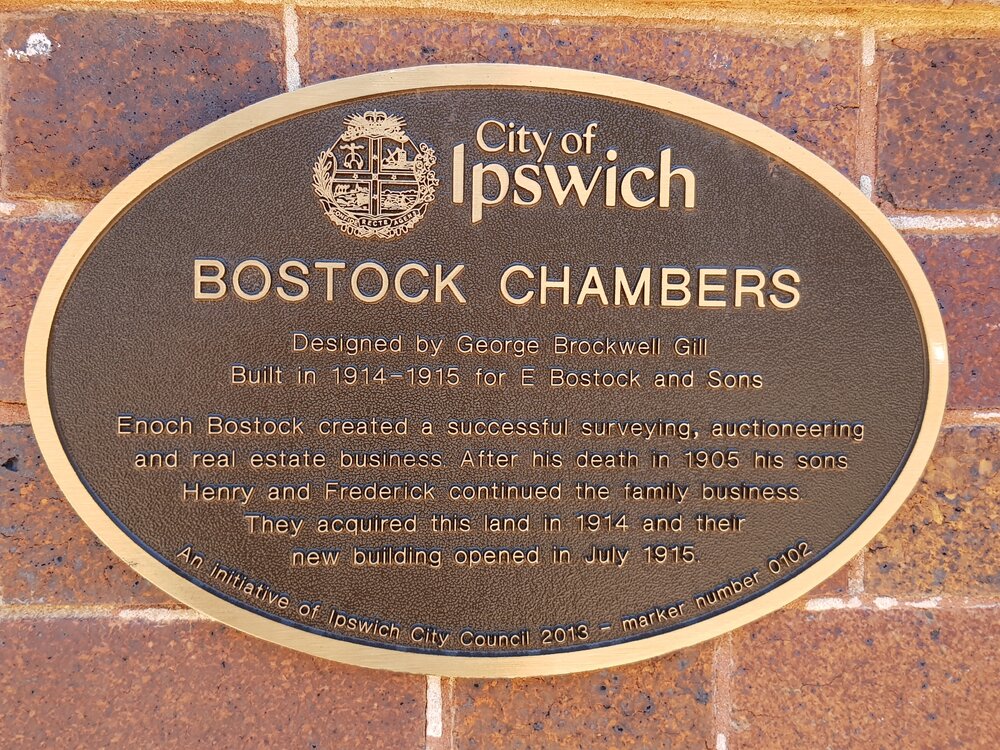 City of
Ipswich
RECTE AGENS
BOSTOCK CHAMBERS
Designed by George Brockwell Gill
Built in 1914-1915 for E Bostock and Sons
Enoch Bostock created a successful surveying, auctioneering
and real estate business. After his death in 1905 his sons
Henry and Frederick continued the family business.
They acquired this land in 1914 and their
new building opened in July 1915.
An initiative of Ipswich City Council 2013 - marker number 0102